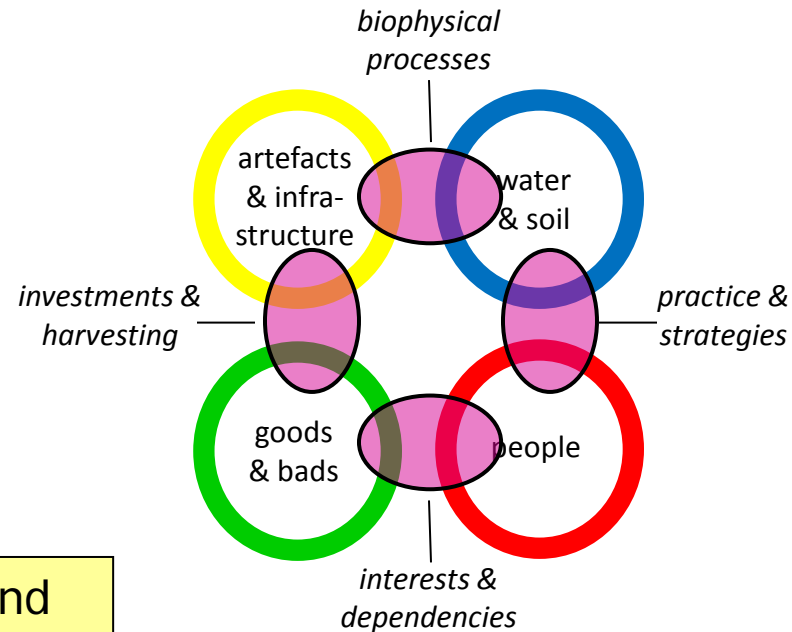 biophysical
processes
artefacts
& infra-
structure
water
& soil
investments &
harvesting
practice &
strategies
goods
& bads
people
interests &
dependencies
nd